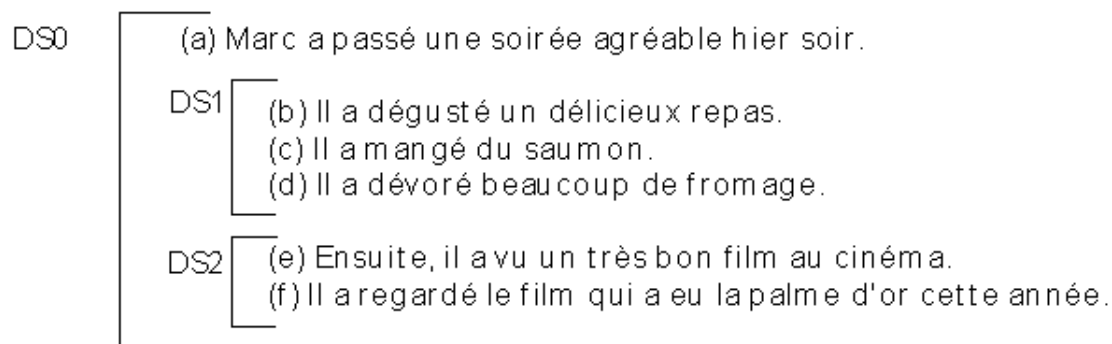 DS0 (a) Marc a passé une soirée agréable hier soir.
DS1 (b) Il a dégusté un délicieux repas.
(c) Il a mangé du saumon.
(d) Il a dévoré beaucoup de fromage.
DS2 (e) Ensuite, il a vu un très bon film au cinéma.
(f) Il a regardé le film qui a eu la palme d'or cette année.